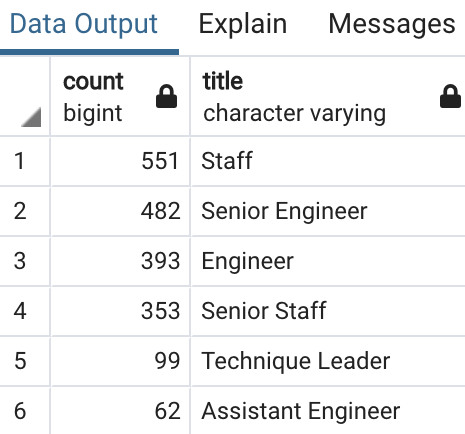 Data Output Explain Messages
count title
bigint character varying
1 551 Staff
2 482 Senior Engineer
3 393 Engineer
4 353 Senior Staff
5 99 Technique Leader
6 62 Assistant Engineer